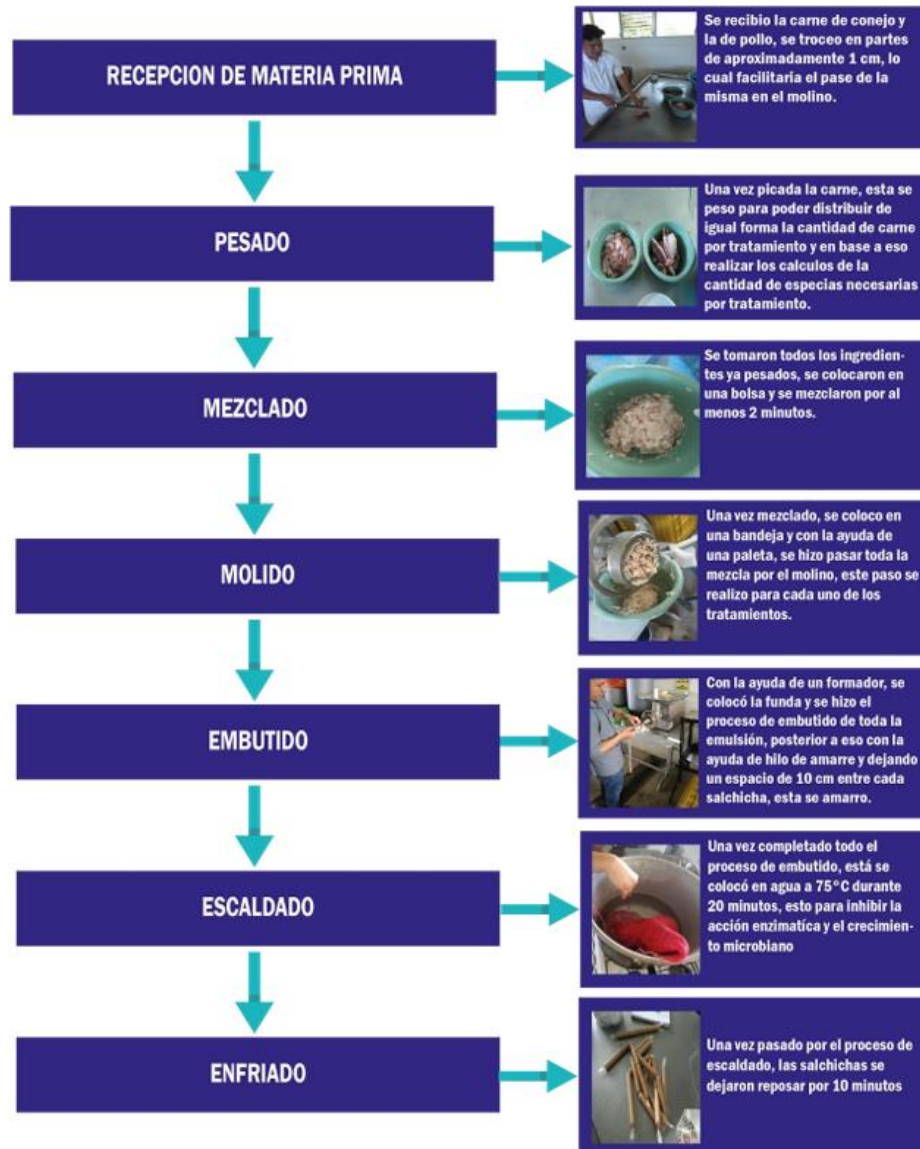 RECEPCION DE MATERIA PRIMA
Se recibio la carne de conejo y
la de pollo, se troceo en partes
de aproximadamente 1 cm, lo
cual facilitaria el pase de la
misma en el molino.
PESADO
Una vez picada la carne, esta se
peso para poder distribuir de
igual forma la cantidad de carne
por tratamiento y en base a eso
realizar los calculos de la
cantidad de especias necesarias
por tratamiento.
MEZCLADO
Se tomaron todos los ingredien-
tes ya pesados, se colocaron en
una bolsa y se mezclaron por al
menos 2 minutos.
MOLIDO
Una vez mezclado, se coloco en
una bandeja y con la ayuda de
una paleta, se hizo pasar toda la
mezcla por el molino, este paso se
realizo para cada uno de los
tratamientos.
EMBUTIDO
Con la ayuda de un formador, se
colocó la funda y se hizo el
proceso de embutido de toda la
emulsión, posterior a eso con la
ayuda de hilo de amarre y dejando
un espacio de 10 cm entre cada
salchicha, esta se amarro.
ESCALDADO
Una vez completado todo el
proceso de embutido, está se
colocó en agua a 75°C durante
20 minutos, esto para inhibir la
acción enzimatíca y el crecimien-
to microbiano
ENFRIADO
Una vez pasado por el proceso de
escaldado, las salchichas se
dejaron reposar por 10 minutos